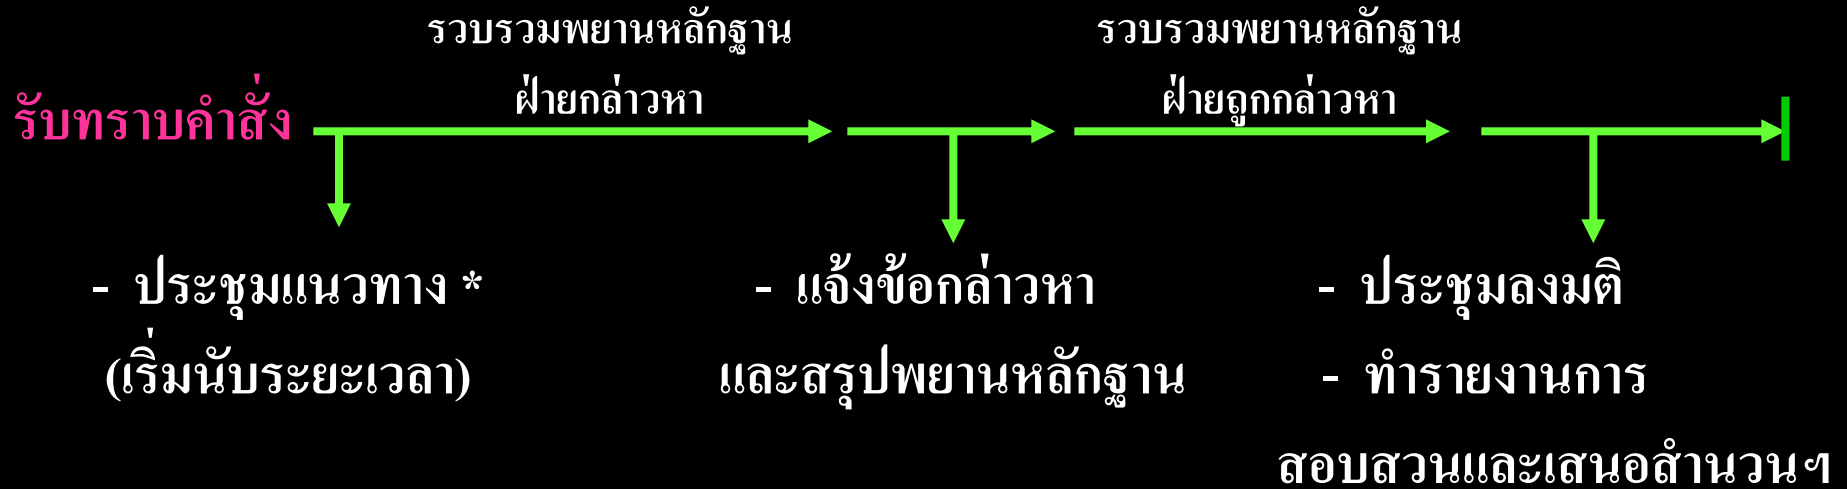 รวบรวมพยานหลักฐาน
ฝ่ายกล่าวหา
รวบรวมพยานหลักฐาน
ฝ่ายถูกกล่าวหา
รับทราบคำสั่ง
- ประชุมแนวทาง *
(เริ่มนับระยะเวลา)
- แจ้งข้อกล่าวหา
และสรุปพยานหลักฐาน
- ประชุมลงมติ
- ทำรายงานการ
สอบสวนและเสนอสำนวนฯ